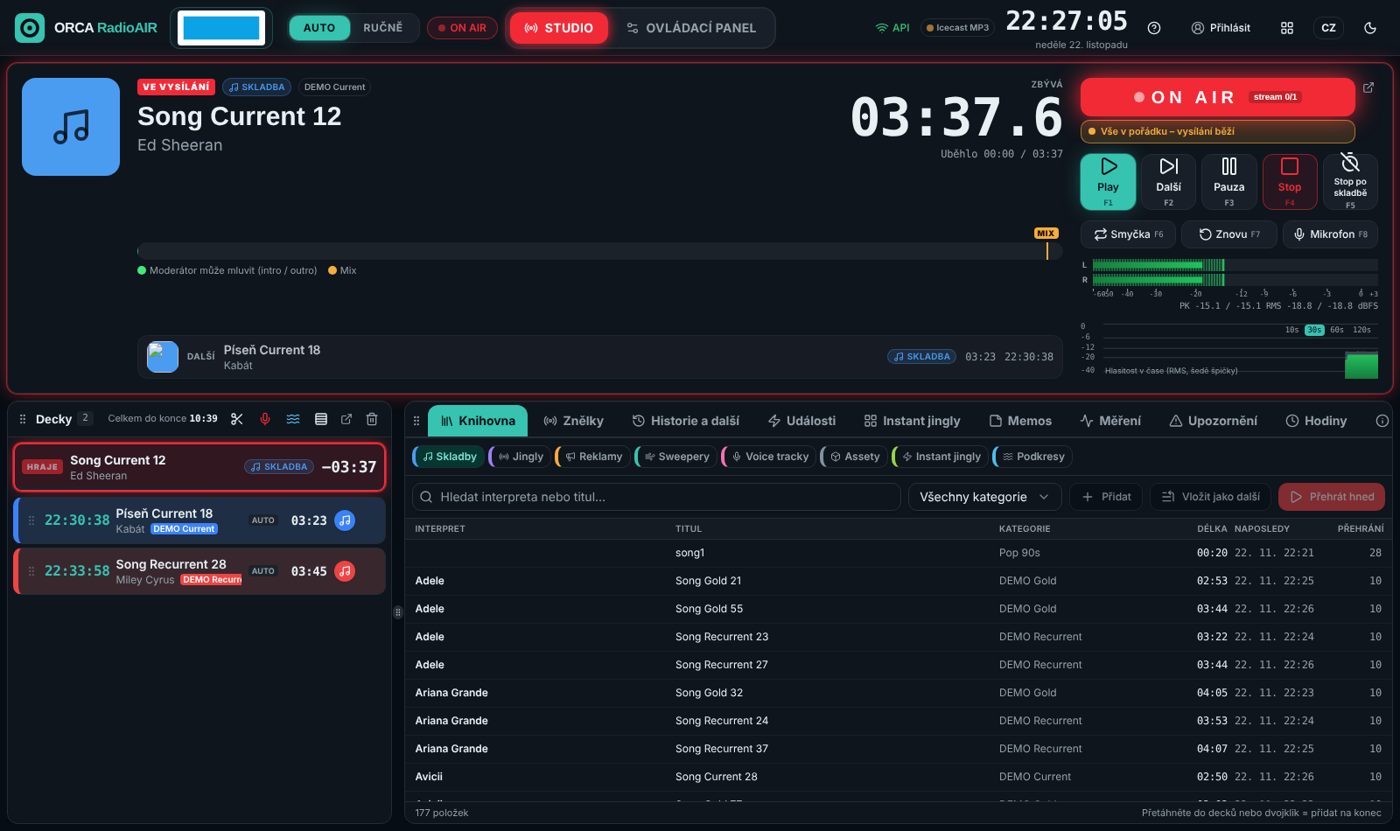 ORCA RadioAIR
AUTO RUČNĚ ON AIR STUDIO OVLÁDACÍ PANEL
API Icecast MP3 22:27:05 Přihlásit CZ
neděle 22. listopadu
VE VYSÍLÁNÍ SKLADBA DEMO Current
Song Current 12
Ed Sheeran
ZBÝVÁ
03:37.6
Uběhlo 00:00 / 03:37
MIX
Moderátor může mluvit (intro / outro) Mix
DALŠÍ Píseň Current 18 SKLADBA 03:23 22:30:38
Kabát
ON AIR stream 0/1
Vše v pořádku – vysílání běží
Play F1
Další F2
Pauza F3
Stop F4
Stop po skladbě F5
Smyčka F6 Znovu F7 Mikrofon F8
L
R
-40 -30 -20 -12 -9 -6 -3 0 +3
PK -15.1 / -15.1 RMS -18.8 / -18.8 dBFS
10s 30s 60s 120s
0
-6
-12
-20
-40 Hlasitost v čase (RMS, šedě špičky)
Decky 2 Celkem do konce 10:39
HRAJE Song Current 12 SKLADBA −03:37
Ed Sheeran
22:30:38 Píseň Current 18 AUTO 03:23
Kabát DEMO Current
22:33:58 Song Recurrent 28 AUTO 03:45
Miley Cyrus DEMO Recurr
Knihovna Znělky Historie a další Události Instant jingly Memos Měření Upozornění Hodiny
Skladby Jingly Reklamy Sweepery Voice tracky Assety Instant jingly Podkresy
Hledat interpreta nebo titul... Všechny kategorie Přidat Vložit jako další Přehrát hned
INTERPRET TITUL KATEGORIE DÉLKA NAPOSLEDY PŘEHRÁNÍ
song1 Pop 90s 00:20 22. 11. 22:21 28
Adele Song Gold 21 DEMO Gold 02:53 22. 11. 22:25 10
Adele Song Gold 55 DEMO Gold 03:44 22. 11. 22:26 10
Adele Song Recurrent 23 DEMO Recurrent 03:22 22. 11. 22:24 10
Adele Song Recurrent 27 DEMO Recurrent 03:44 22. 11. 22:26 10
Ariana Grande Song Gold 32 DEMO Gold 04:05 22. 11. 22:23 10
Ariana Grande Song Recurrent 24 DEMO Recurrent 03:53 22. 11. 22:24 10
Ariana Grande Song Recurrent 37 DEMO Recurrent 04:07 22. 11. 22:25 10
Avicii Song Current 28 DEMO Current 02:50 22. 11. 22:26 10
177 položek Přetáhněte do decků nebo dvojklik = přidat na konec